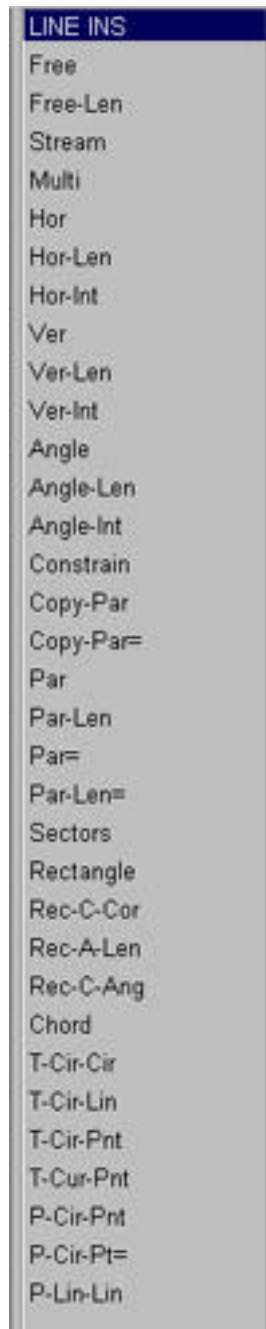 LINE INS
Free
Free-Len
Stream
Multi
Hor
Hor-Len
Hor-Int
Ver
Ver-Len
Ver-Int
Angle
Angle-Len
Angle-Int
Constrain
Copy-Par
Copy-Par=
Par
Par-Len
Par=
Par-Len=
Sectors
Rectangle
Rec-C-Cor
Rec-A-Len
Rec-C-Ang
Chord
T-Cir-Cir
T-Cir-Lin
T-Cir-Pnt
T-Cur-Pnt
P-Cir-Pnt
P-Cir-Pt=
P-Lin-Lin